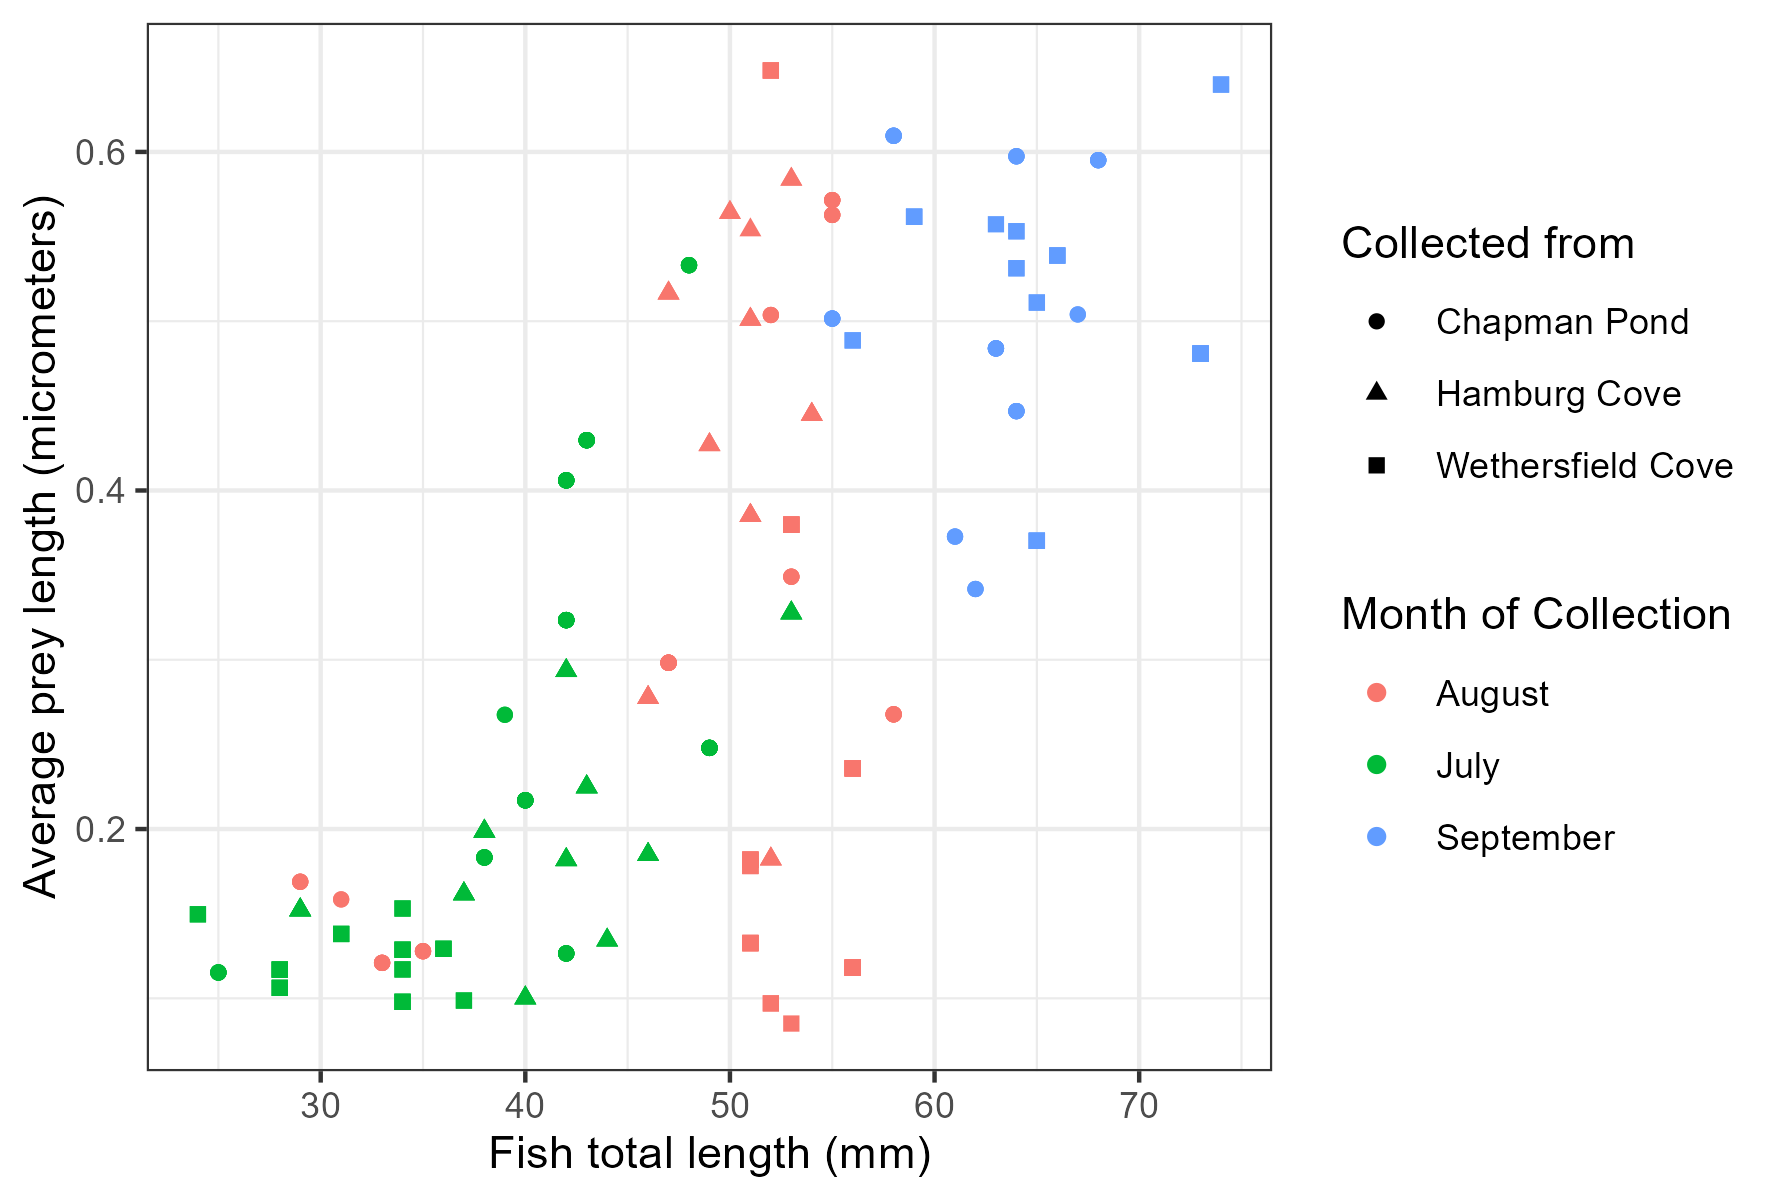 Average prey length (micrometers)
0.6
0.4
0.2
30 40 50 60 70
Fish total length (mm)
Collected from
Chapman Pond
Hamburg Cove
Wethersfield Cove
Month of Collection
August
July
September